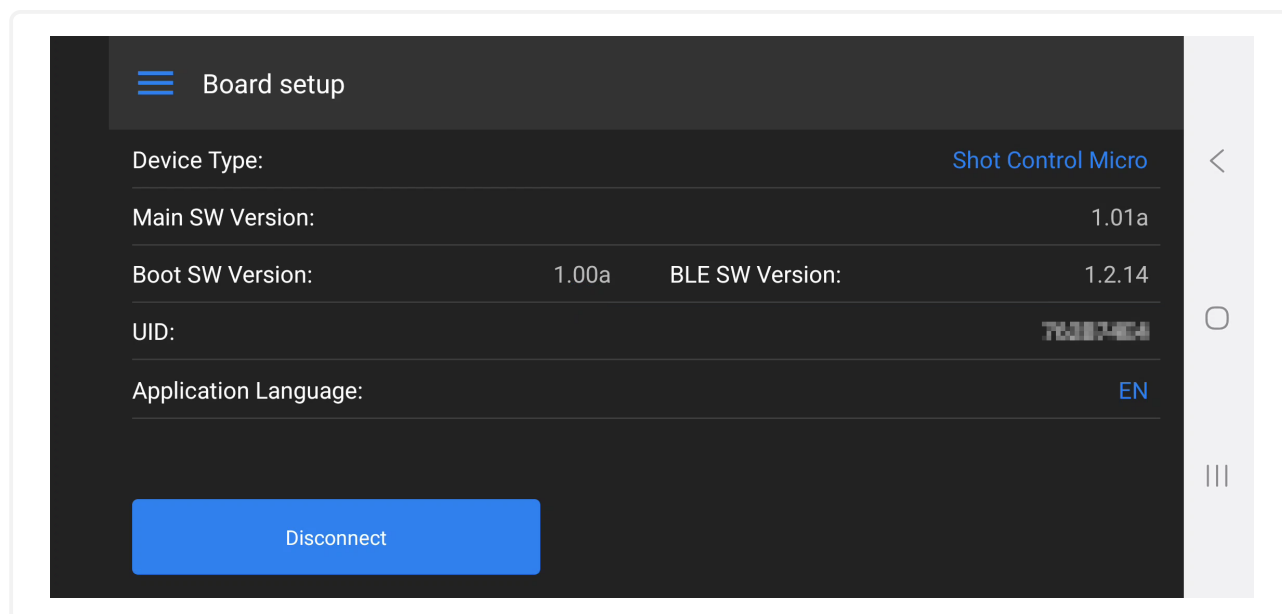 Board setup
Device Type: Shot Control Micro
Main SW Version: 1.01a
Boot SW Version: 1.00a BLE SW Version: 1.2.14
UID:
Application Language: EN
Disconnect